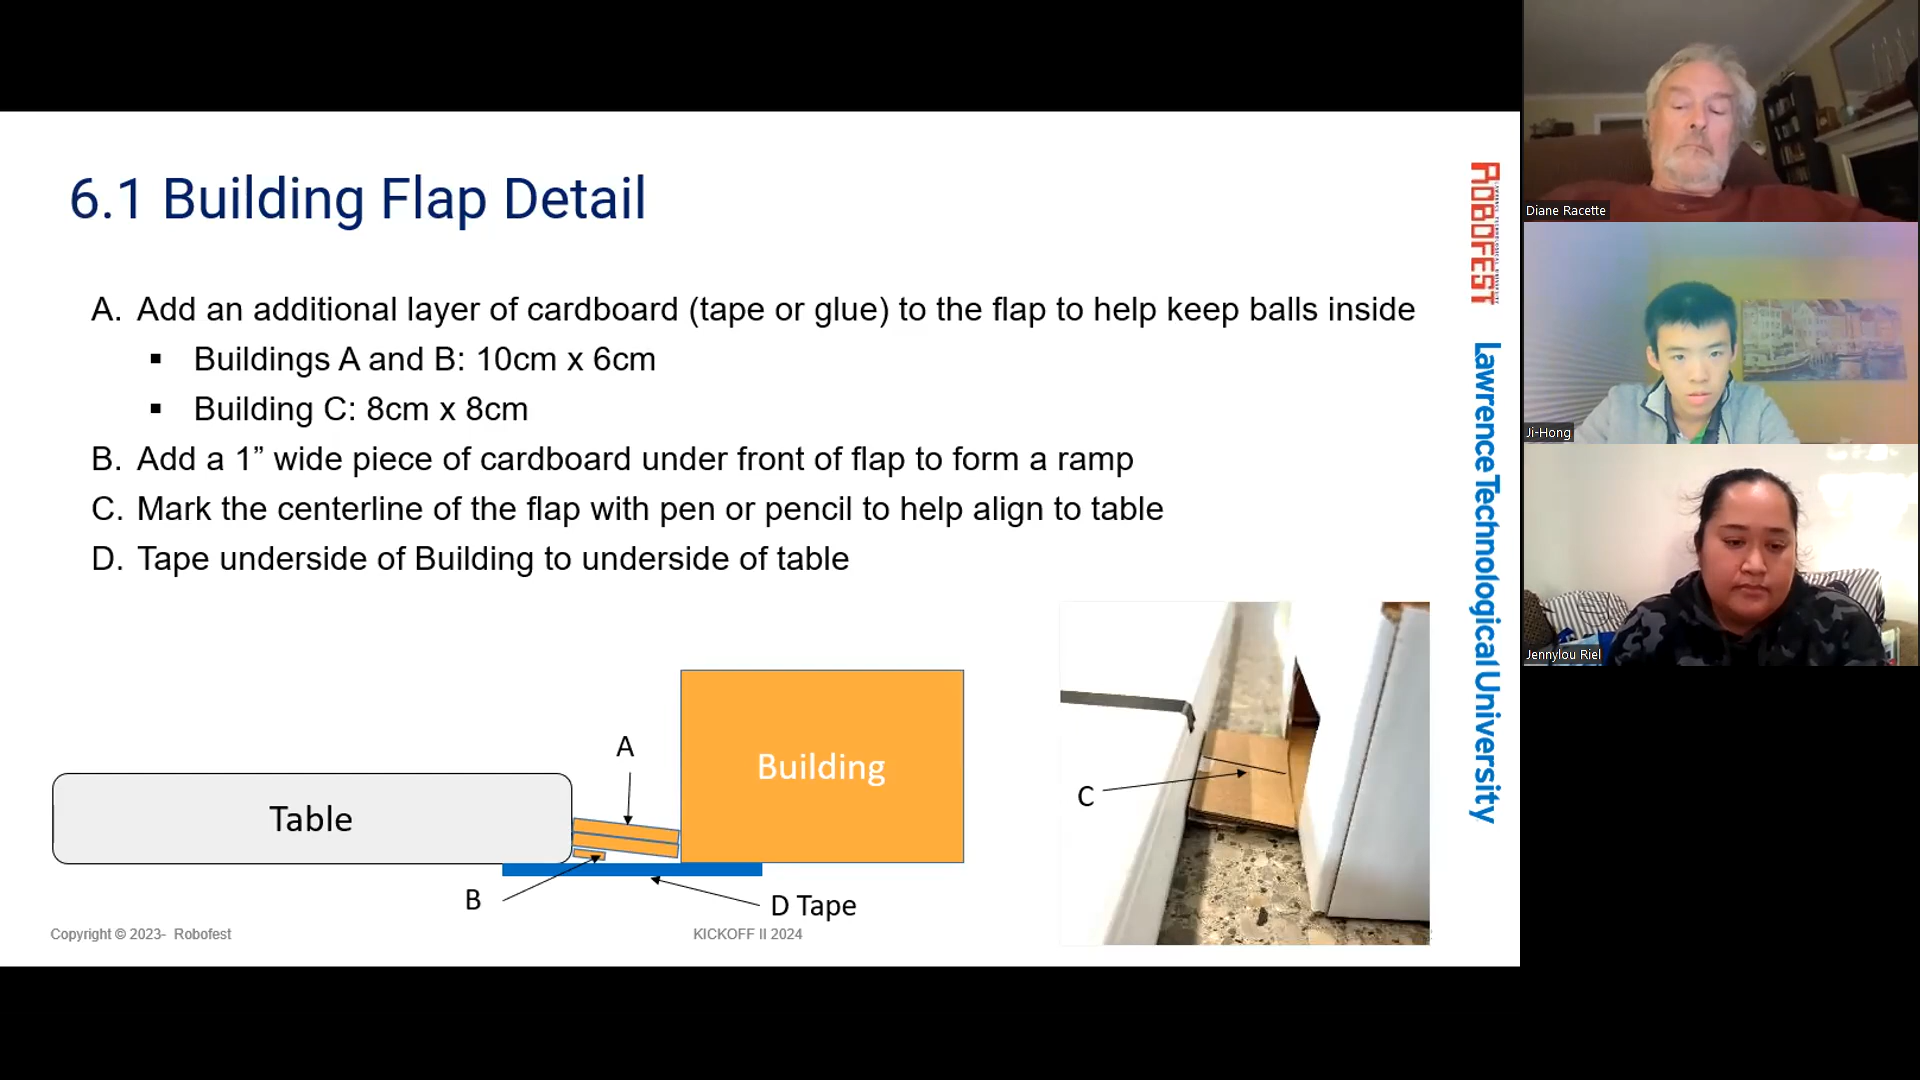 6.1 Building Flap Detail
A. Add an additional layer of cardboard (tape or glue) to the flap to help keep balls inside
▪ Buildings A and B: 10cm x 6cm
▪ Building C: 8cm x 8cm
B. Add a 1” wide piece of cardboard under front of flap to form a ramp
C. Mark the centerline of the flap with pen or pencil to help align to table
D. Tape underside of Building to underside of table
A
Building
Table
B
D Tape
C
Copyright © 2023- Robofest
KICKOFF II 2024
ROBOFEST
Lawrence Technological University
Diane Racette
Ji-Hong
Jennylou Riel